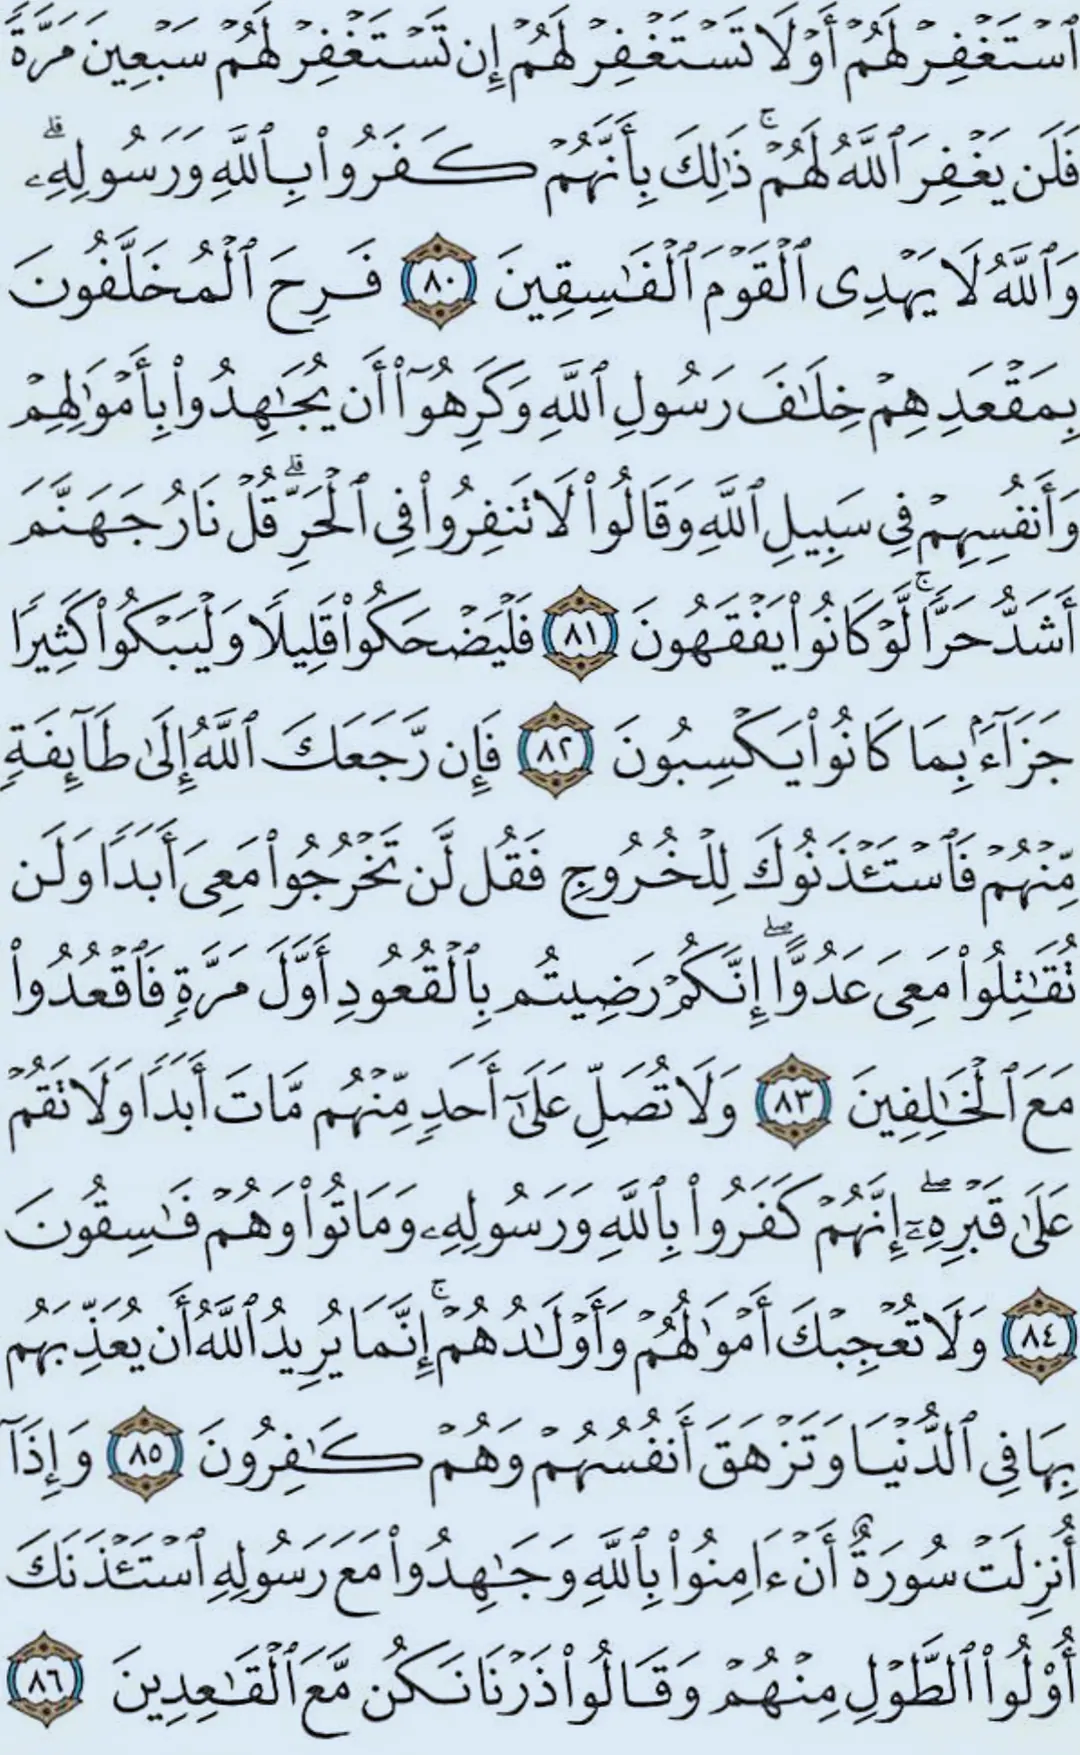 ٱسۡتَغۡفِرۡ لَهُمۡ أَوۡ لَا تَسۡتَغۡفِرۡ لَهُمۡ إِن تَسۡتَغۡفِرۡ لَهُمۡ سَبۡعِينَ مَرَّةٗ
فَلَن يَغۡفِرَ ٱللَّهُ لَهُمۡۚ ذَٰلِكَ بِأَنَّهُمۡ كَفَرُواْ بِٱللَّهِ وَرَسُولِهِۦۗ
وَٱللَّهُ لَا يَهۡدِي ٱلۡقَوۡمَ ٱلۡفَٰسِقِينَ ٨٠ فَرِحَ ٱلۡمُخَلَّفُونَ
بِمَقۡعَدِهِمۡ خِلَٰفَ رَسُولِ ٱللَّهِ وَكَرِهُوٓاْ أَن يُجَٰهِدُواْ بِأَمۡوَٰلِهِمۡ
وَأَنفُسِهِمۡ فِي سَبِيلِ ٱللَّهِ وَقَالُواْ لَا تَنفِرُواْ فِي ٱلۡحَرِّۗ قُلۡ نَارُ جَهَنَّمَ
أَشَدُّ حَرّٗاۚ لَّوۡ كَانُواْ يَفۡقَهُونَ ٨١ فَلۡيَضۡحَكُواْ قَلِيلٗا وَلۡيَبۡكُواْ كَثِيرٗا
جَزَآءَۢ بِمَا كَانُواْ يَكۡسِبُونَ ٨٢ فَإِن رَّجَعَكَ ٱللَّهُ إِلَىٰ طَآئِفَةٖ
مِّنۡهُمۡ فَٱسۡتَـٔۡذَنُوكَ لِلۡخُرُوجِ فَقُل لَّن تَخۡرُجُواْ مَعِيَ أَبَدٗا وَلَن
تُقَٰتِلُواْ مَعِيَ عَدُوًّاۖ إِنَّكُمۡ رَضِيتُم بِٱلۡقُعُودِ أَوَّلَ مَرَّةٖ فَٱقۡعُدُواْ
مَعَ ٱلۡخَٰلِفِينَ ٨٣ وَلَا تُصَلِّ عَلَىٰٓ أَحَدٖ مِّنۡهُم مَّاتَ أَبَدٗا وَلَا تَقُمۡ
عَلَىٰ قَبۡرِهِۦٓۖ إِنَّهُمۡ كَفَرُواْ بِٱللَّهِ وَرَسُولِهِۦ وَمَاتُواْ وَهُمۡ فَٰسِقُونَ
٨٤ وَلَا تُعۡجِبۡكَ أَمۡوَٰلُهُمۡ وَأَوۡلَٰدُهُمۡۚ إِنَّمَا يُرِيدُ ٱللَّهُ أَن يُعَذِّبَهُم
بِهَا فِي ٱلدُّنۡيَا وَتَزۡهَقَ أَنفُسُهُمۡ وَهُمۡ كَٰفِرُونَ ٨٥ وَإِذَآ
أُنزِلَتۡ سُورَةٌ أَنۡ ءَامِنُواْ بِٱللَّهِ وَجَٰهِدُواْ مَعَ رَسُولِهِ ٱسۡتَـٔۡذَنَكَ
أُوْلُواْ ٱلطَّوۡلِ مِنۡهُمۡ وَقَالُواْ ذَرۡنَا نَكُن مَّعَ ٱلۡقَٰعِدِينَ ٨٦